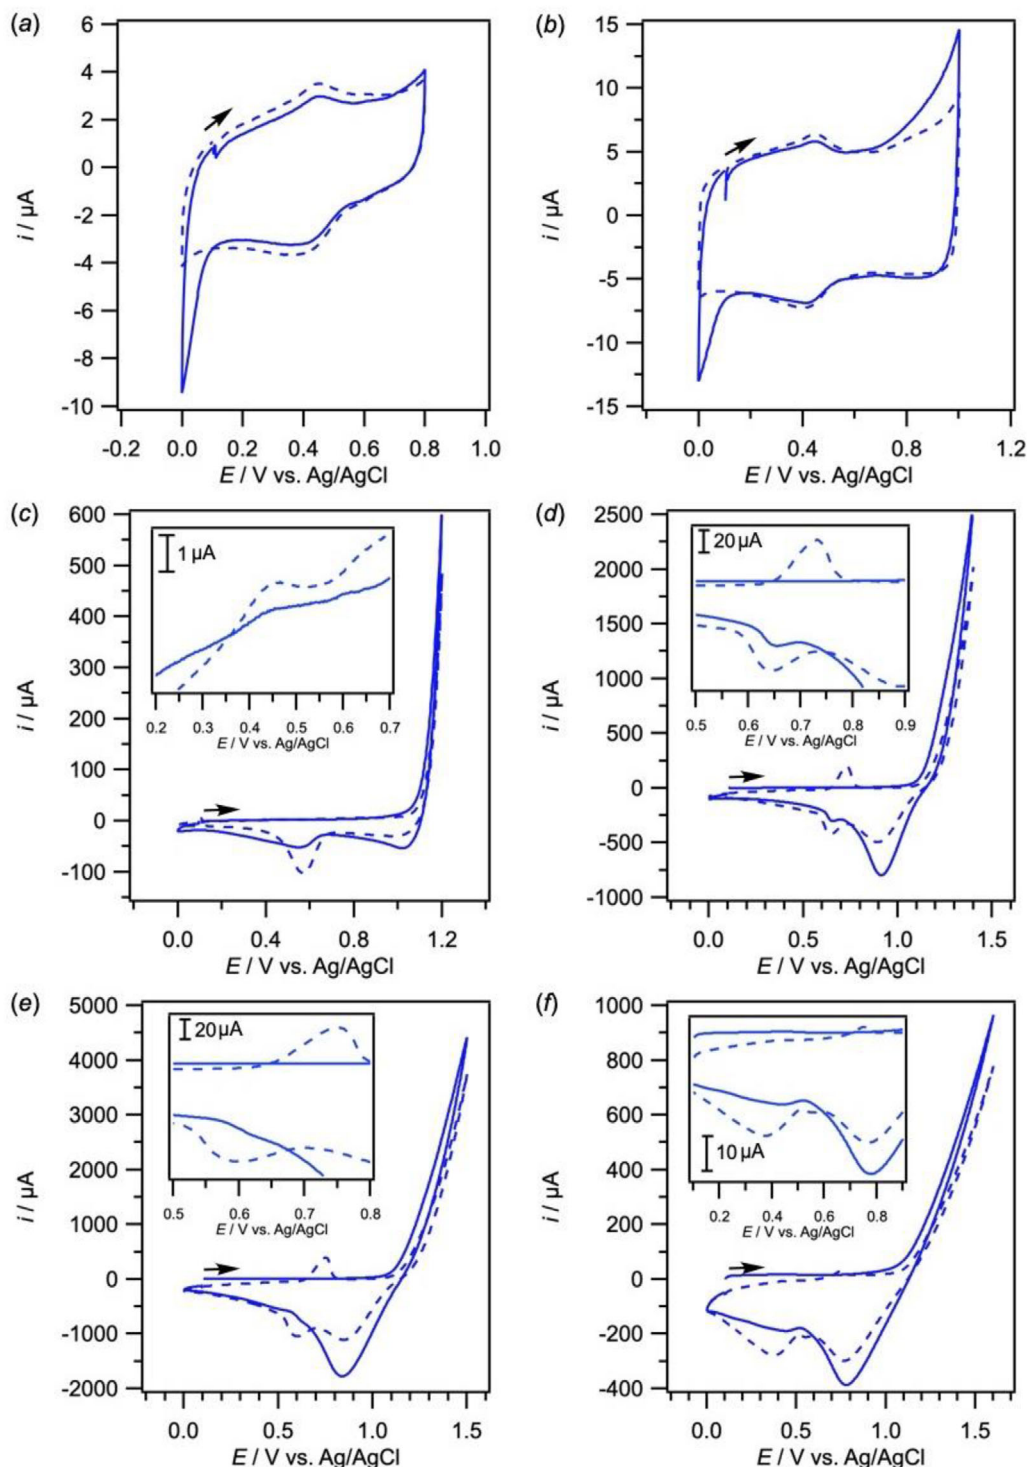 (a)
6
4
2
0
-2
-4
-6
-8
-10
i / µA
-0.2 0.0 0.2 0.4 0.6 0.8 1.0
E / V vs. Ag/AgCl
(b)
15
10
5
0
-5
-10
-15
i / µA
0.0 0.4 0.8 1.2
E / V vs. Ag/AgCl
(c)
600
500
400
300
200
100
0
-100
i / µA
1 µA
0.2 0.3 0.4 0.5 0.6 0.7
E / V vs. Ag/AgCl
0.0 0.4 0.8 1.2
E / V vs. Ag/AgCl
(d)
2500
2000
1500
1000
500
0
-500
-1000
i / µA
20 µA
0.5 0.6 0.7 0.8 0.9
E / V vs. Ag/AgCl
0.0 0.5 1.0 1.5
E / V vs. Ag/AgCl
(e)
5000
4000
3000
2000
1000
0
-1000
-2000
i / µA
20 µA
0.5 0.6 0.7 0.8
E / V vs. Ag/AgCl
0.0 0.5 1.0 1.5
E / V vs. Ag/AgCl
(f)
1000
800
600
400
200
0
-200
-400
i / µA
10 µA
0.2 0.4 0.6 0.8
E / V vs. Ag/AgCl
0.0 0.5 1.0 1.5
E / V vs. Ag/AgCl